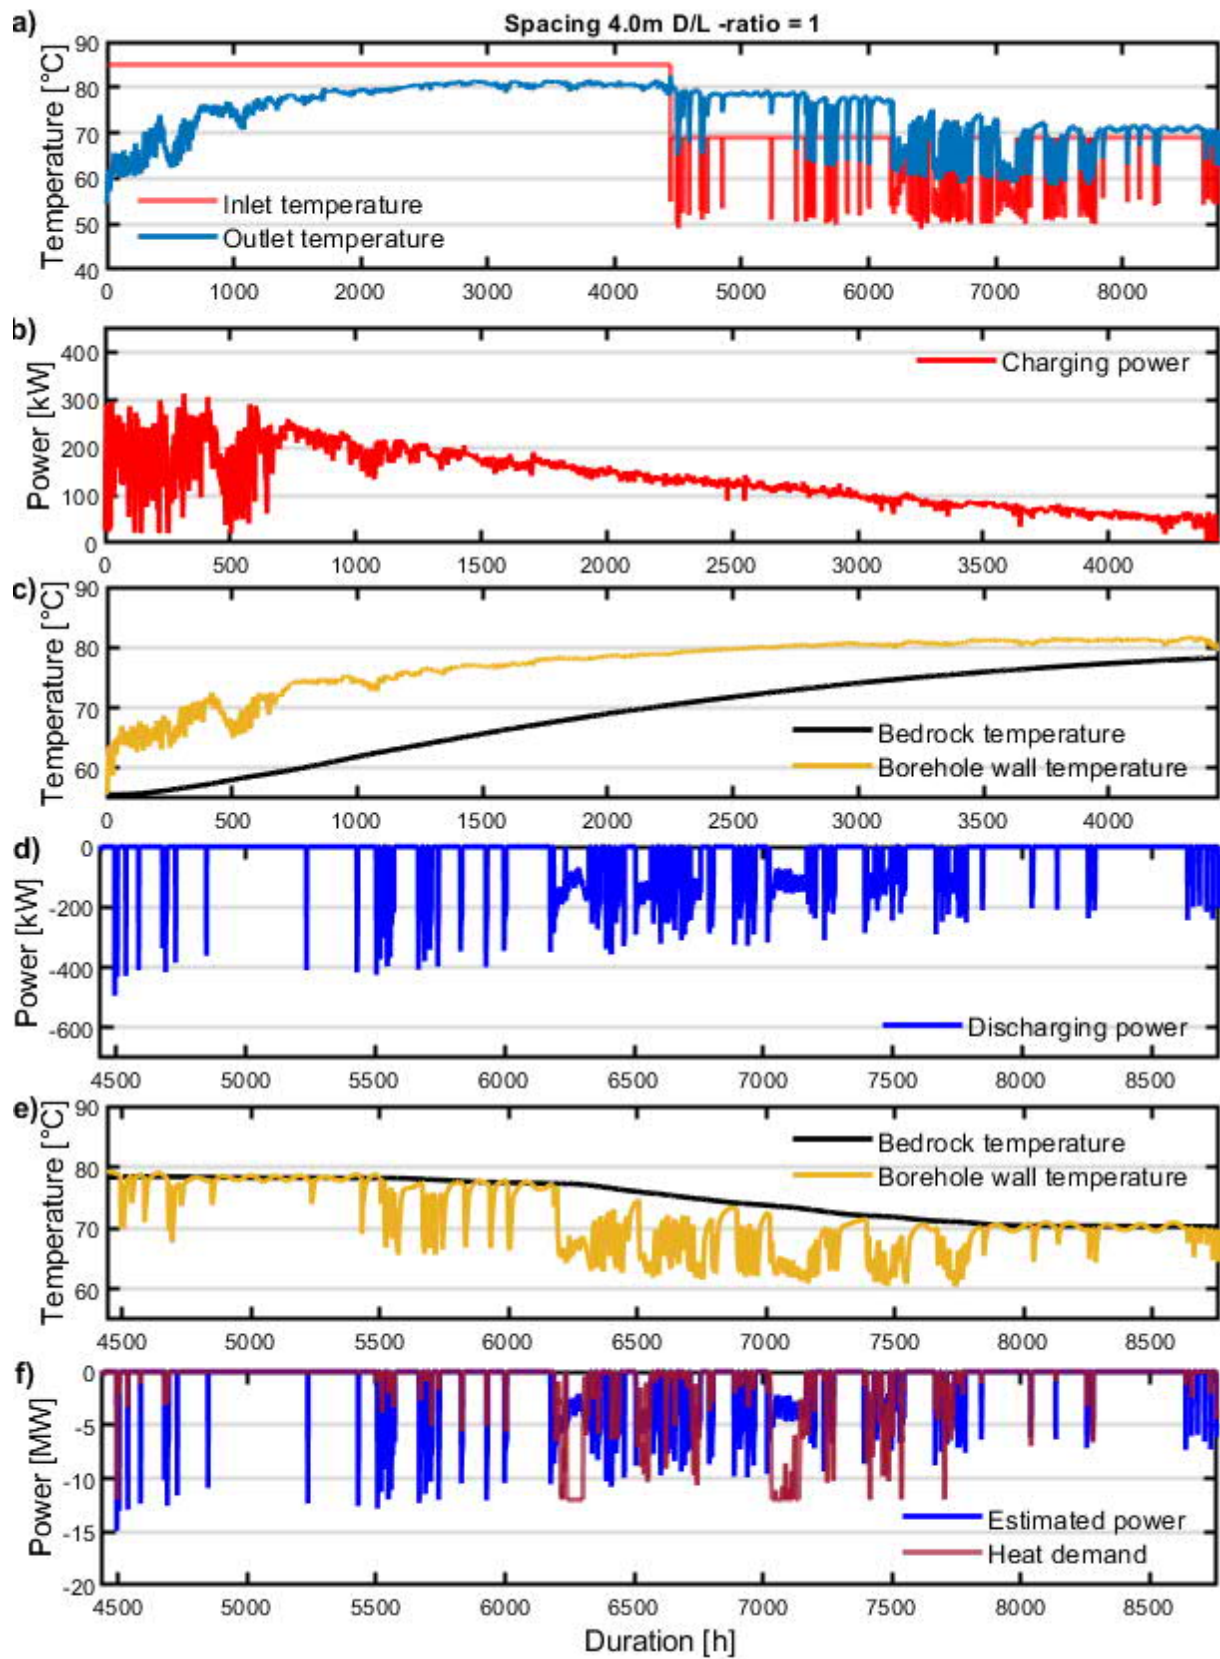 a)
Spacing 4.0m D/L -ratio = 1
Temperature [°C]
90
80
70
60
50
40
Inlet temperature
Outlet temperature
0 1000 2000 3000 4000 5000 6000 7000 8000
b)
Power [kW]
400
300
200
100
0
Charging power
0 500 1000 1500 2000 2500 3000 3500 4000
c)
Temperature [°C]
90
80
70
60
Bedrock temperature
Borehole wall temperature
0 500 1000 1500 2000 2500 3000 3500 4000
d)
Power [kW]
0
-200
-400
-600
Discharging power
4500 5000 5500 6000 6500 7000 7500 8000 8500
e)
Temperature [°C]
90
80
70
60
Bedrock temperature
Borehole wall temperature
4500 5000 5500 6000 6500 7000 7500 8000 8500
f)
Power [MW]
0
-5
-10
-15
-20
Estimated power
Heat demand
4500 5000 5500 6000 6500 7000 7500 8000 8500
Duration [h]